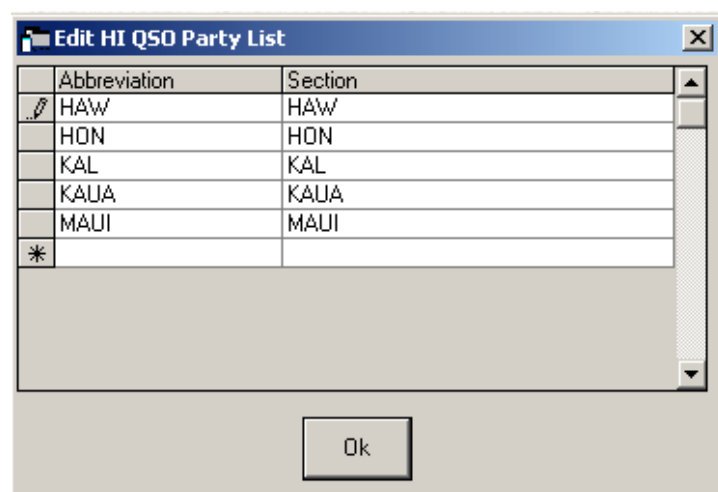 Edit HI QSO Party List
Abbreviation Section
HAW HAW
HON HON
KAL KAL
KAUA KAUA
MAUI MAUI
Ok